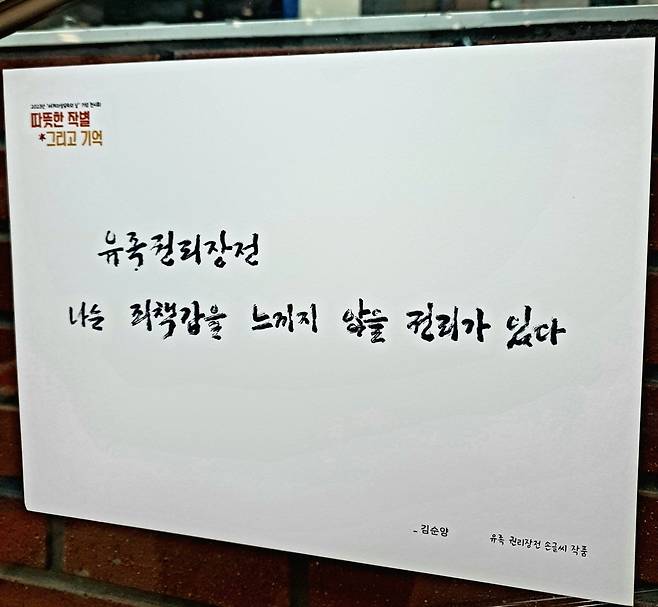 2023년 "세계자살유족의 날" 기념 전시회
따뜻한 작별
그리고 기억
유족권리장전
나는 죄책감을 느끼지 않을 권리가 있다
- 김순양
유족 권리장전 손글씨 작품